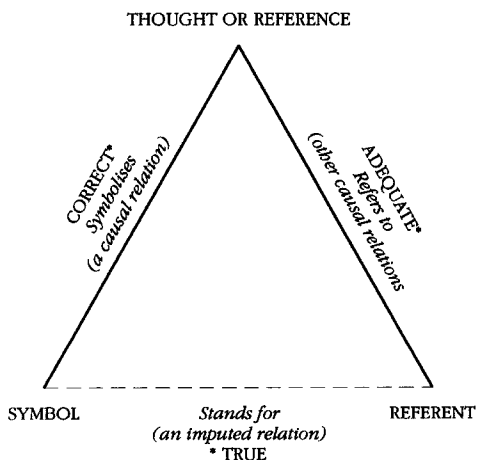 THOUGHT OR REFERENCE
CORRECT*
Symbolises
(a causal relation)
ADEQUATE*
Refers to
(other causal relations
SYMBOL
Stands for
(an imputed relation)
* TRUE
REFERENT